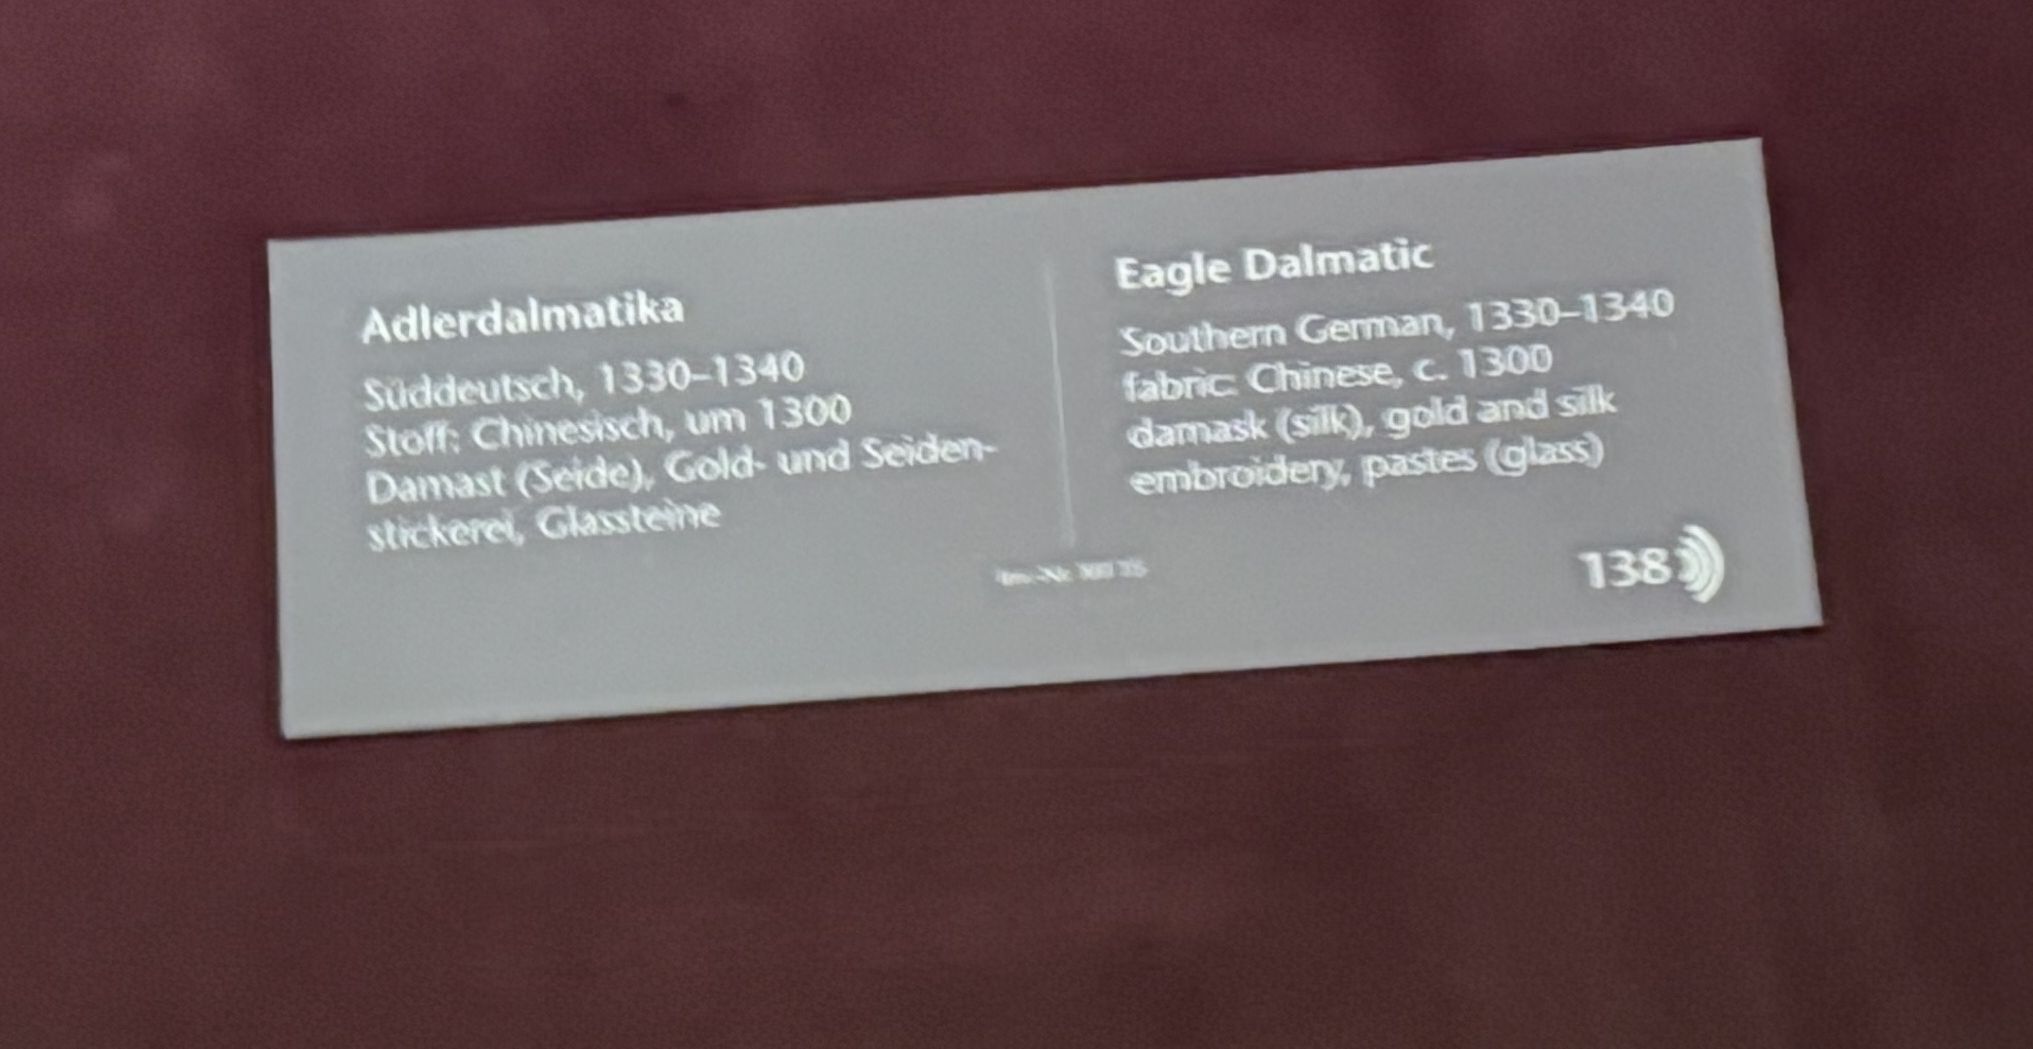 Adlerdalmatika
Süddeutsch, 1330–1340
Stoff: Chinesisch, um 1300
Damast (Seide), Gold- und Seiden-
stickerei, Glassteine
Eagle Dalmatic
Southern German, 1330–1340
fabric: Chinese, c. 1300
damask (silk), gold and silk
embroidery, pastes (glass)
138